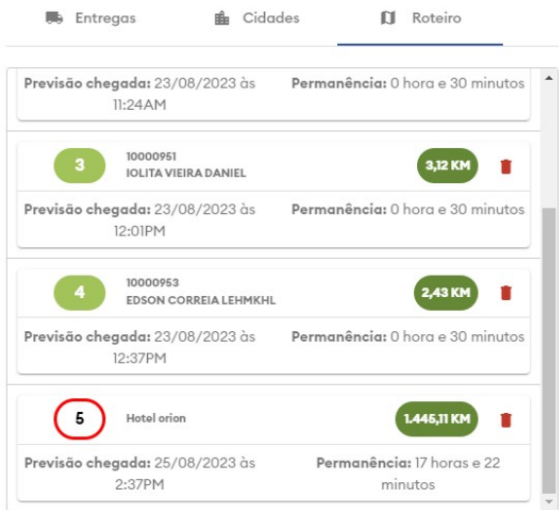 Entregas Cidades Roteiro
Previsão chegada: 23/08/2023 às Permanência: 0 hora e 30 minutos
11:24AM
3 10000951 3,12 KM
IOLITA VIEIRA DANIEL
Previsão chegada: 23/08/2023 às Permanência: 0 hora e 30 minutos
12:01PM
4 10000953 2,43 KM
EDSON CORREIA LEHMKHL
Previsão chegada: 23/08/2023 às Permanência: 0 hora e 30 minutos
12:37PM
5 Hotel orion 1.445,11 KM
Previsão chegada: 25/08/2023 às Permanência: 17 horas e 22
2:37PM minutos